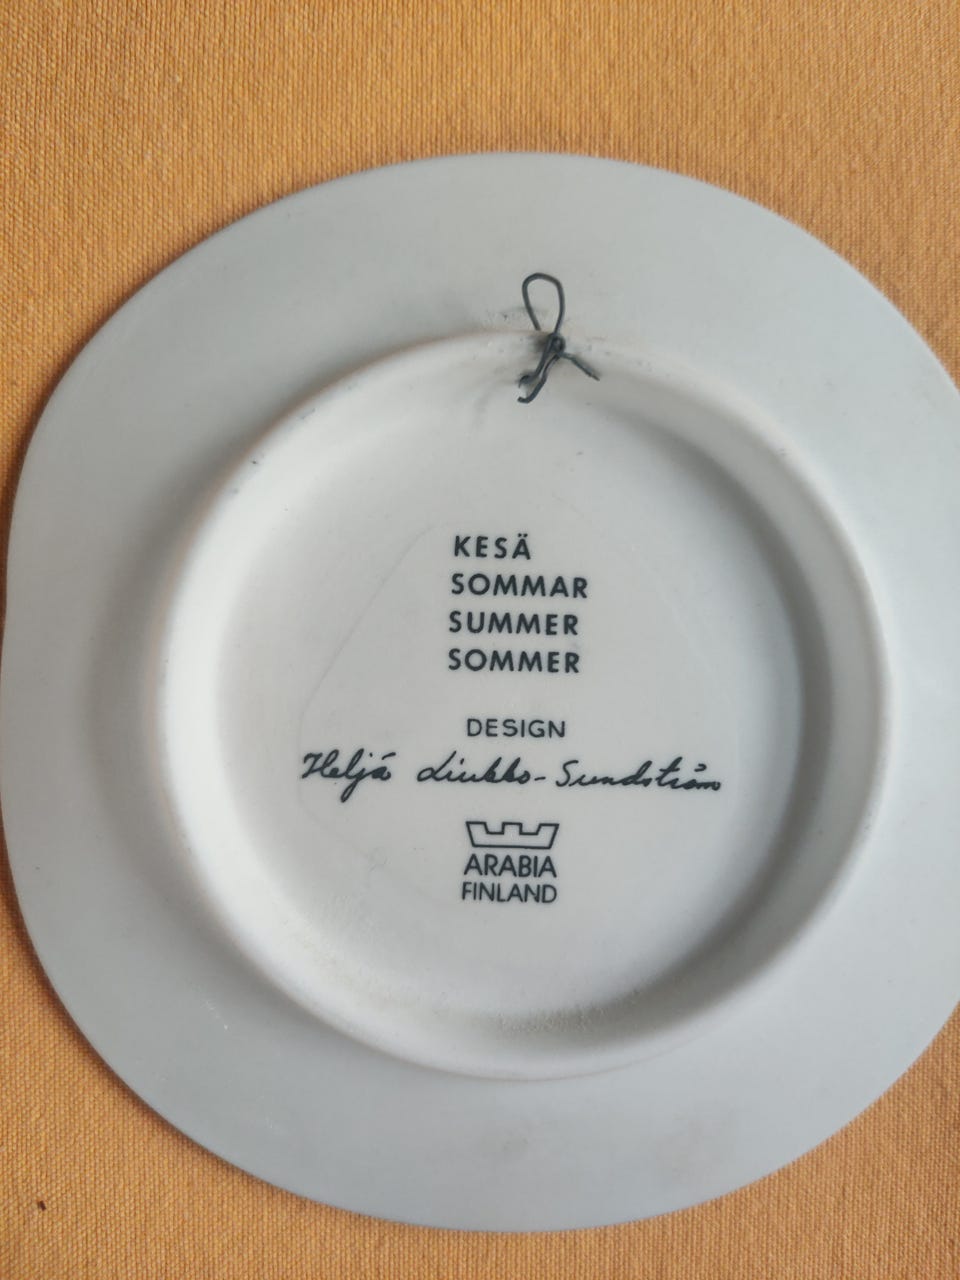 KESÄ
SOMMAR
SUMMER
SOMMER
DESIGN
Heljä Liukko-Sundström
ARABIA
FINLAND